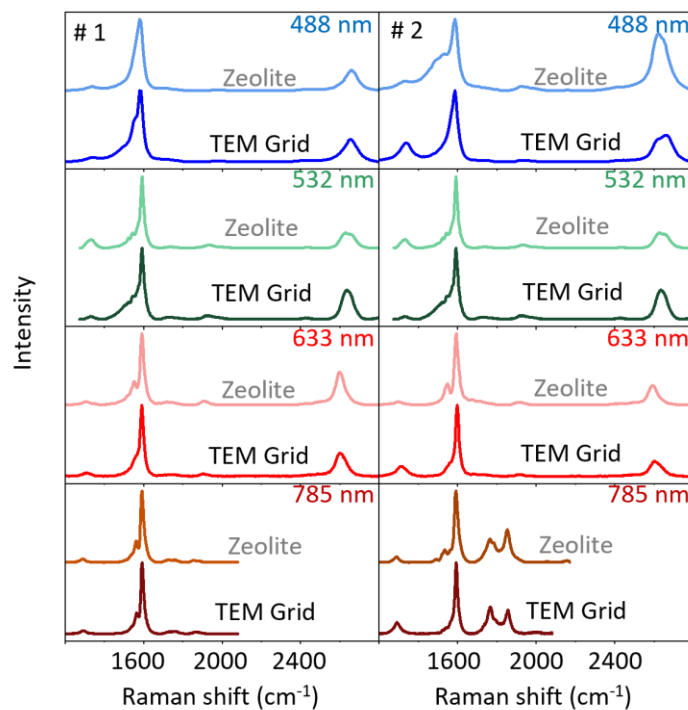 # 1
488 nm
Zeolite
TEM Grid
532 nm
Zeolite
TEM Grid
633 nm
Zeolite
TEM Grid
785 nm
Zeolite
TEM Grid
# 2
488 nm
Zeolite
TEM Grid
532 nm
Zeolite
TEM Grid
633 nm
Zeolite
TEM Grid
785 nm
Zeolite
TEM Grid
Intensity
1600 2000 2400
1600 2000 2400
Raman shift (cm⁻¹)
Raman shift (cm⁻¹)